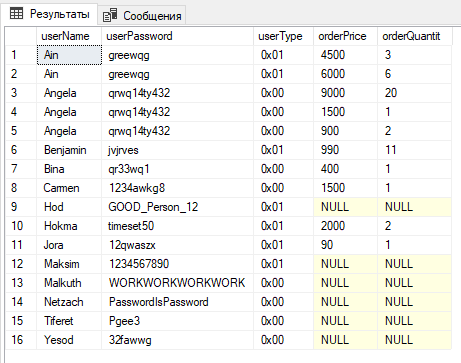 Результаты Сообщения
userName userPassword userType orderPrice orderQuantit
1 Ain greewqg 0x01 4500 3
2 Ain greewqg 0x01 6000 6
3 Angela qrwq14ty432 0x00 9000 20
4 Angela qrwq14ty432 0x00 1500 1
5 Angela qrwq14ty432 0x00 900 2
6 Benjamin jvjrves 0x01 990 11
7 Bina qr33wq1 0x00 400 1
8 Carmen 1234awkg8 0x00 1500 1
9 Hod GOOD_Person_12 0x01 NULL NULL
10 Hokma timeset50 0x01 2000 2
11 Jora 12qwaszx 0x01 90 1
12 Maksim 1234567890 0x01 NULL NULL
13 Malkuth WORKWORKWORKWORK 0x00 NULL NULL
14 Netzach PasswordIsPassword 0x00 NULL NULL
15 Tiferet Pgee3 0x00 NULL NULL
16 Yesod 32fawwg 0x00 NULL NULL